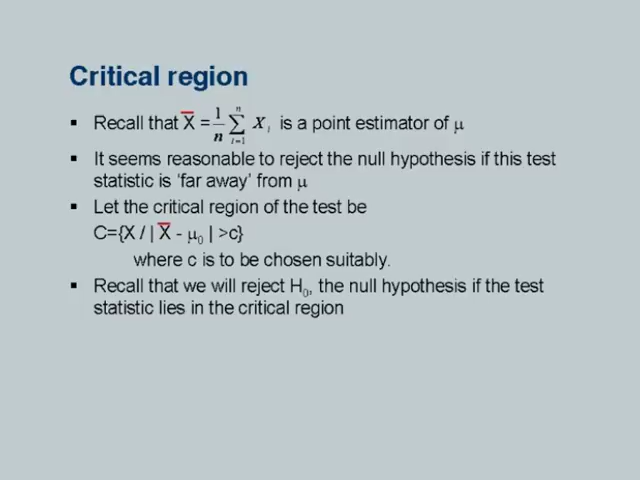 Critical region
▪ Recall that X̅ = 1/n ∑ᵢ₌₁ⁿ Xᵢ is a point estimator of μ
▪ It seems reasonable to reject the null hypothesis if this test
statistic is 'far away' from μ
▪ Let the critical region of the test be
C={X / | X̅ - μ₀ | >c}
where c is to be chosen suitably.
▪ Recall that we will reject H₀, the null hypothesis if the test
statistic lies in the critical region